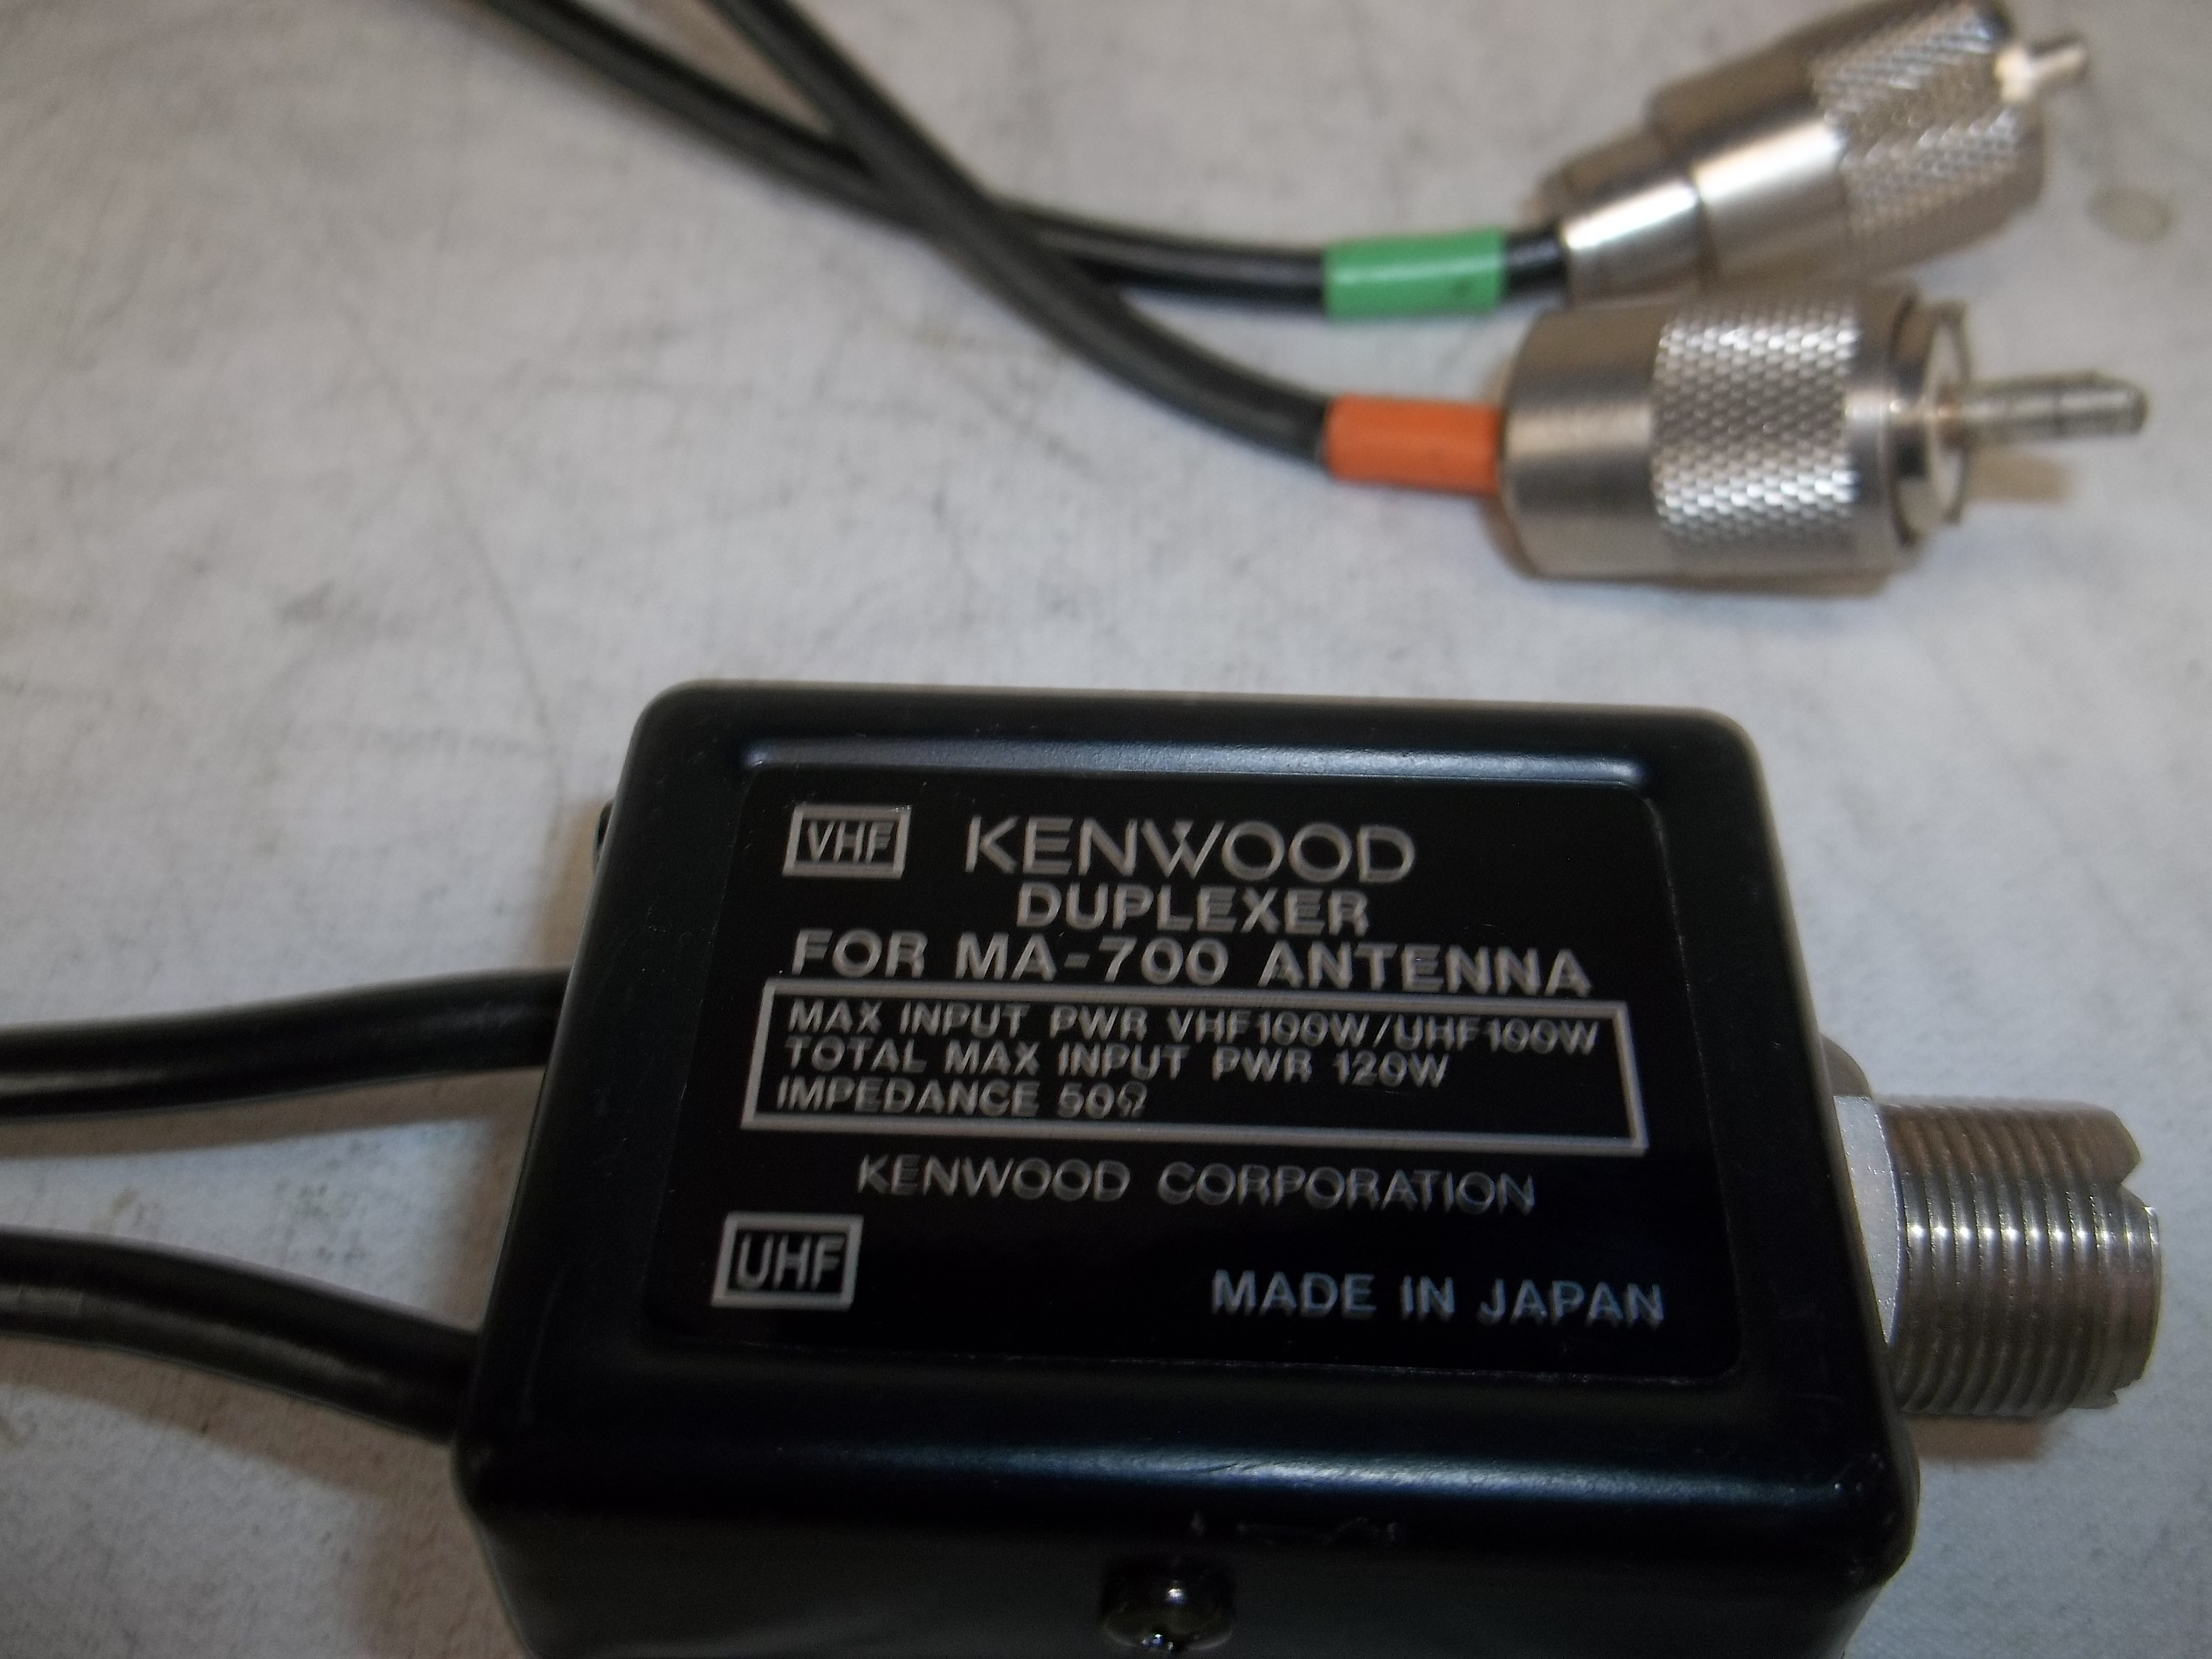 VHF KENWOOD
DUPLEXER
FOR MA-700 ANTENNA
MAX INPUT PWR VHF100W/UHF100W
TOTAL MAX INPUT PWR 120W
IMPEDANCE 50Ω
KENWOOD CORPORATION
UHF
MADE IN JAPAN